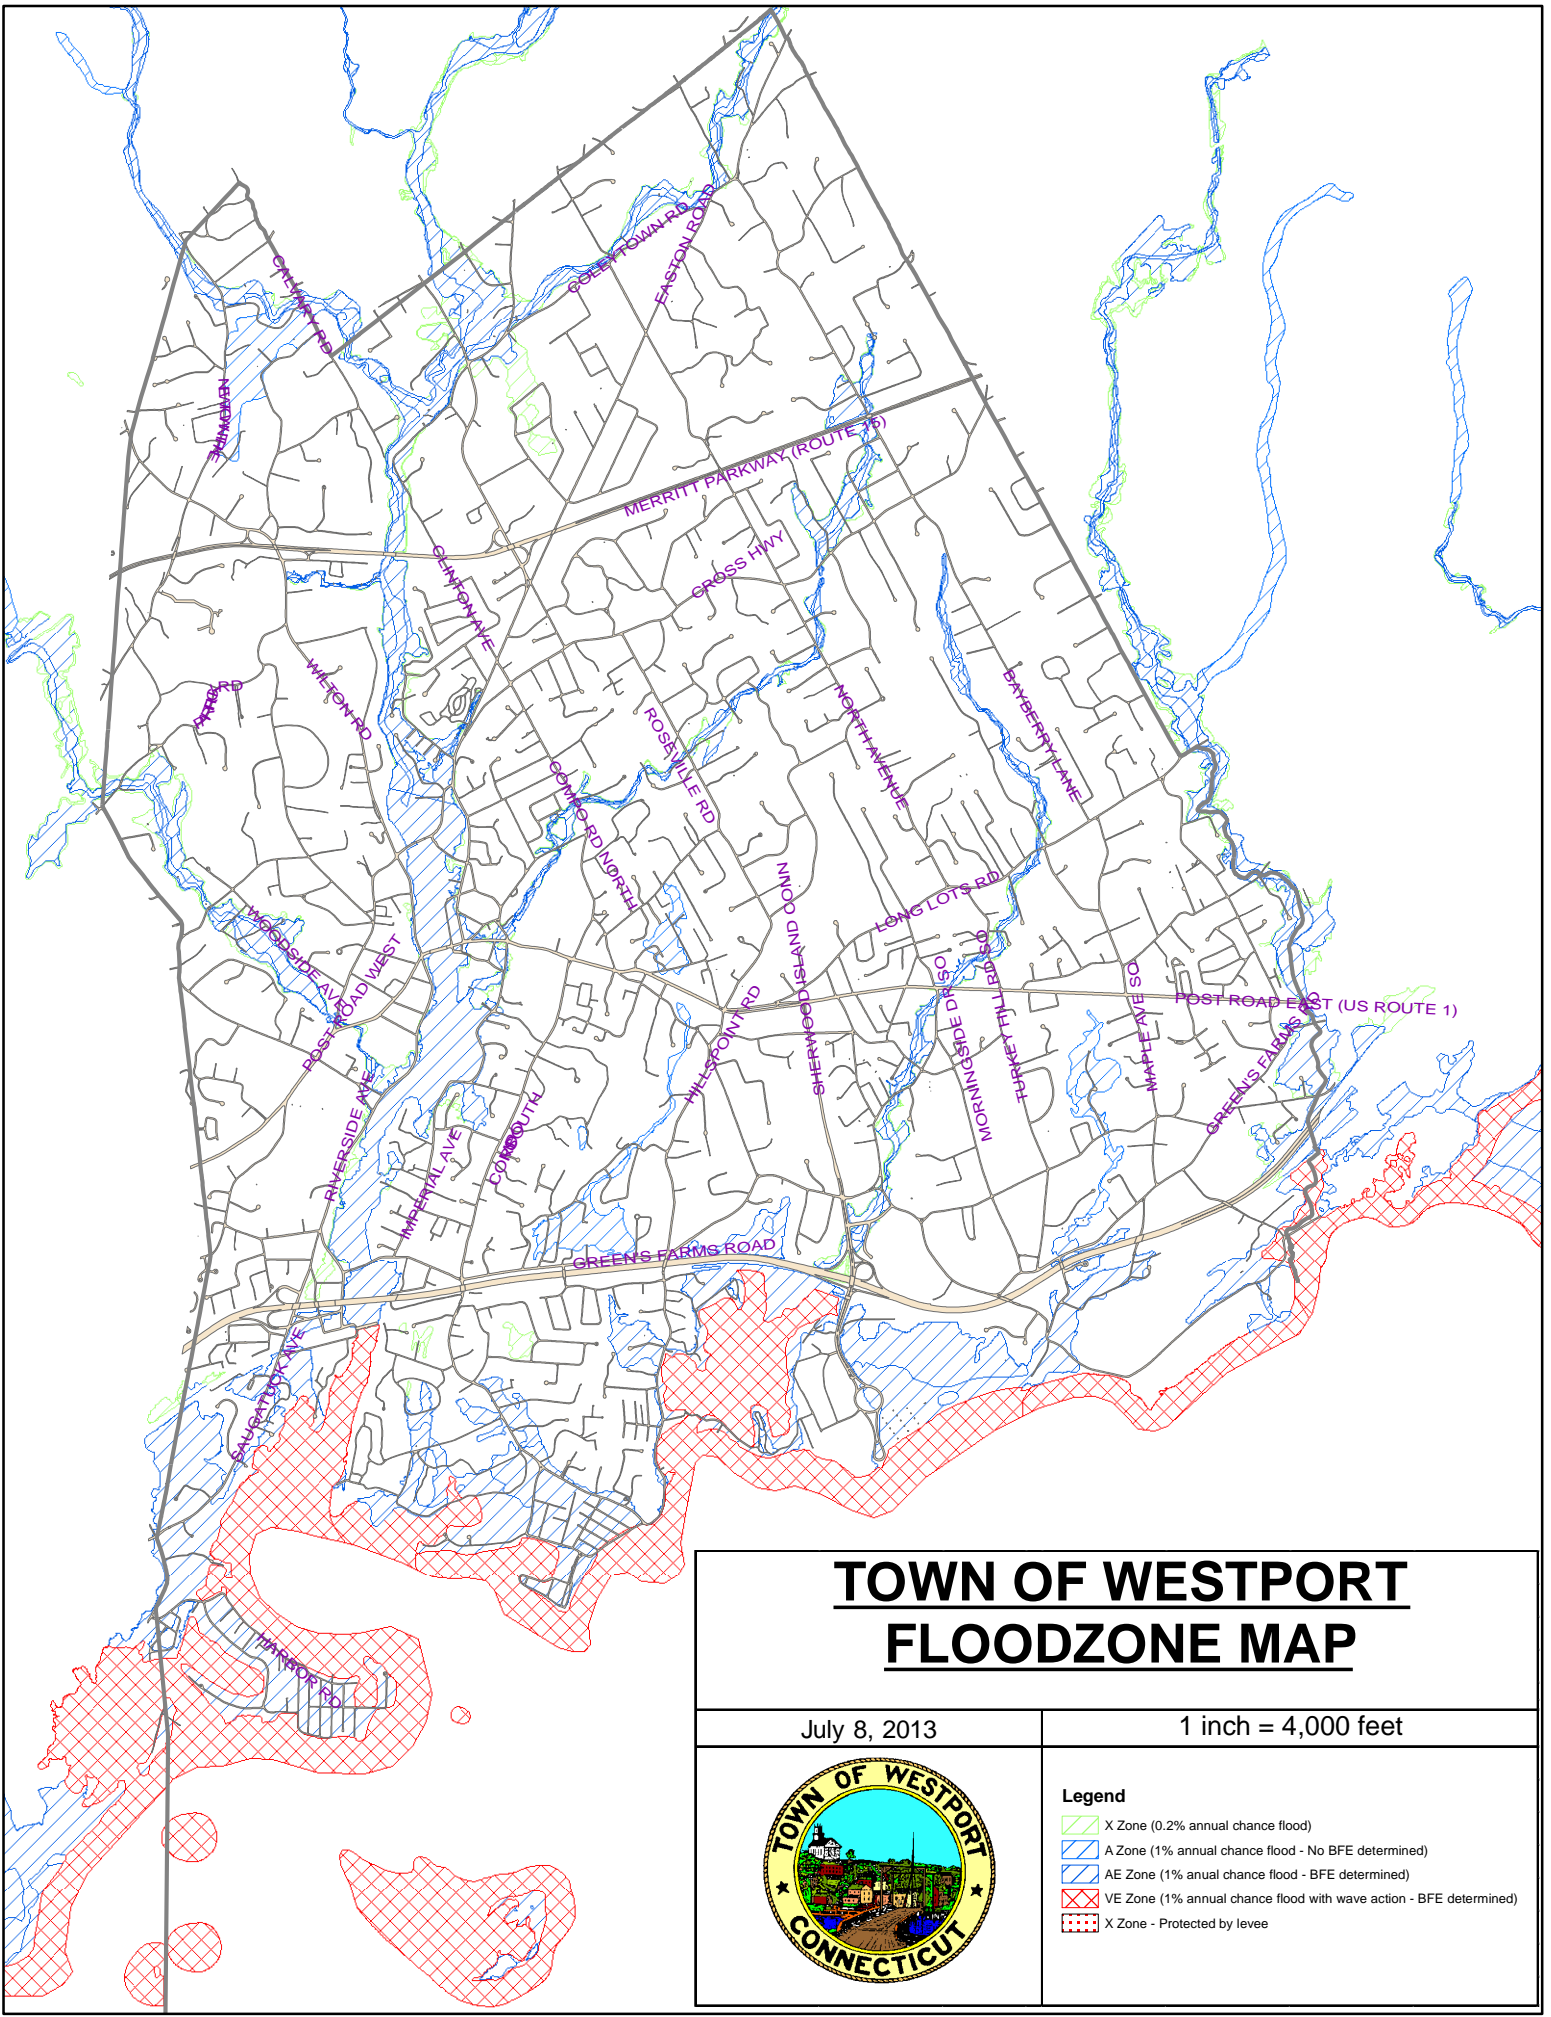 COLEYTOWN RD
EASTON ROAD
CALVARY RD
MERRITT PARKWAY (ROUTE 15)
CROSS HWY
CLINTON AVE
WILTON RD
ROSEVILLE RD
NORTH AVENUE
BAYBERRY LANE
COMPO RD NORTH
SHERWOOD ISLAND CONN
LONG LOTS RD
WOODSIDE AVE
POST ROAD WEST
HILLSPOINT RD
MORNINGSIDE DR SO
TURKEY HILL RD SO
MAPLE AVE SO
POST ROAD EAST (US ROUTE 1)
GREEN'S FARMS RD
RIVERSIDE AVE
IMPERIAL AVE
GREEN'S FARMS ROAD
SAUGATUCK AVE
HARBOR RD
TOWN OF WESTPORT
FLOODZONE MAP
July 8, 2013
1 inch = 4,000 feet
TOWN OF WESTPORT
CONNECTICUT
Legend
X Zone (0.2% annual chance flood)
A Zone (1% annual chance flood - No BFE determined)
AE Zone (1% anual chance flood - BFE determined)
VE Zone (1% annual chance flood with wave action - BFE determined)
X Zone - Protected by levee